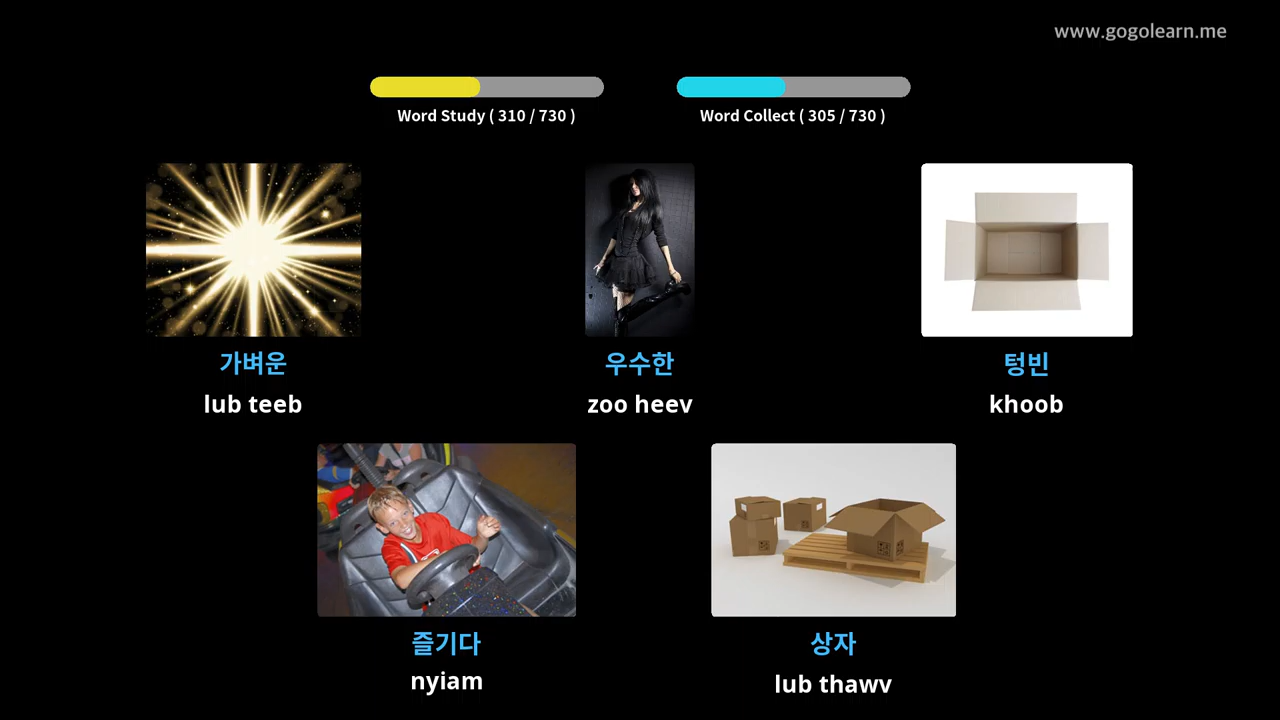 www.gogolearn.me
Word Study ( 310 / 730 )
Word Collect ( 305 / 730 )
가벼운
lub teeb
우수한
zoo heev
텅빈
khoob
즐기다
nyiam
상자
lub thawv